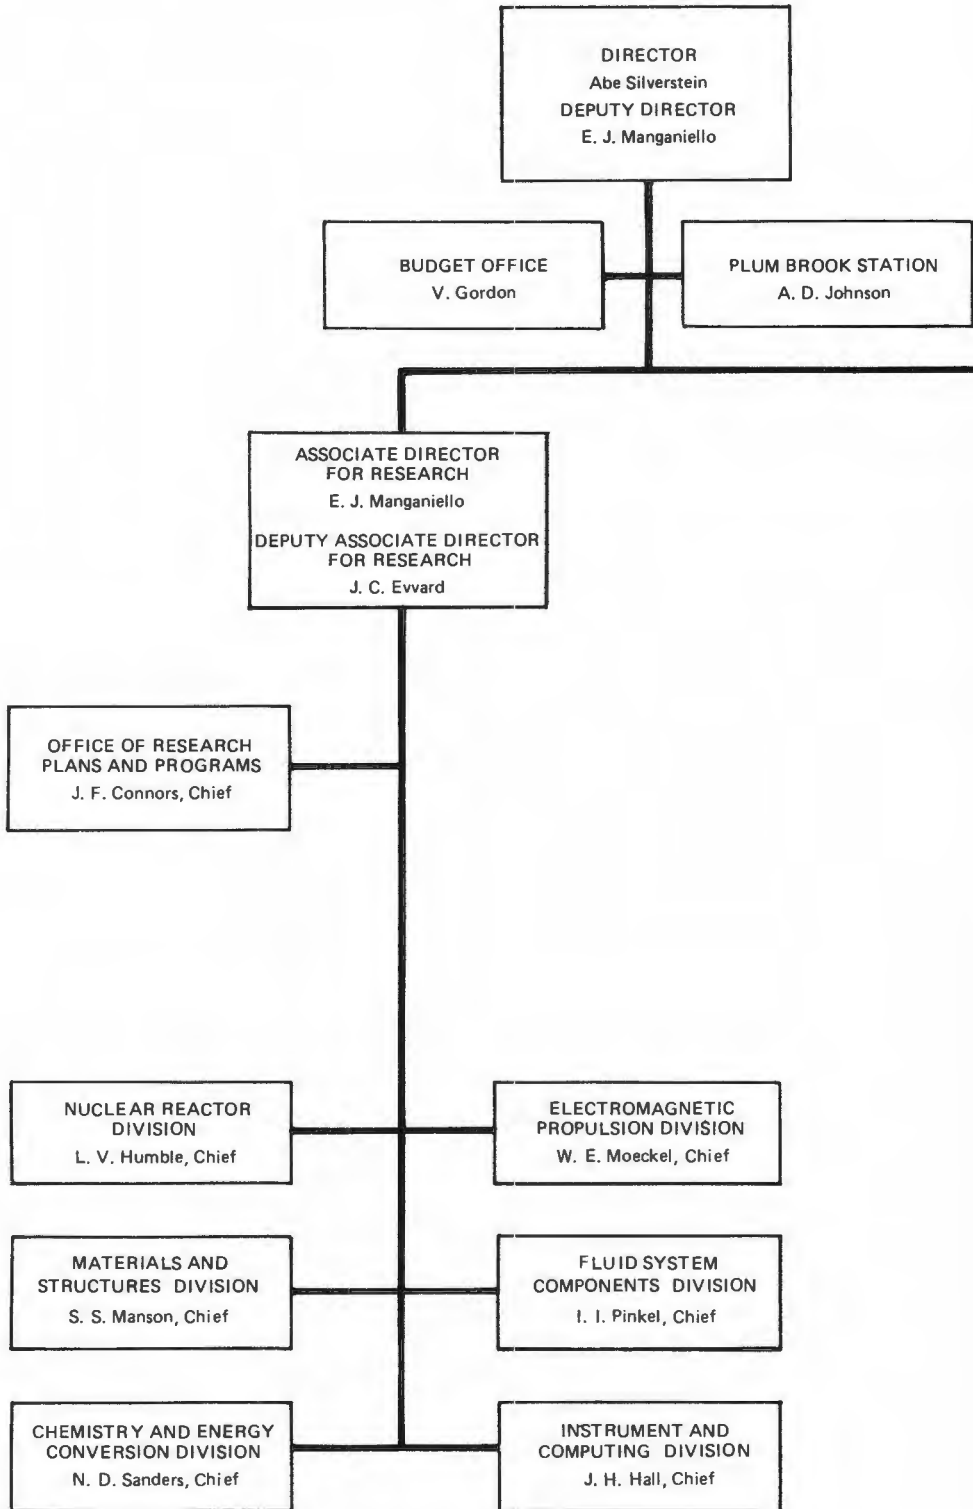 DIRECTOR
Abe Silverstein
DEPUTY DIRECTOR
E. J. Manganiello
BUDGET OFFICE
V. Gordon
PLUM BROOK STATION
A. D. Johnson
ASSOCIATE DIRECTOR
FOR RESEARCH
E. J. Manganiello
DEPUTY ASSOCIATE DIRECTOR
FOR RESEARCH
J. C. Evvard
OFFICE OF RESEARCH
PLANS AND PROGRAMS
J. F. Connors, Chief
NUCLEAR REACTOR
DIVISION
L. V. Humble, Chief
ELECTROMAGNETIC
PROPULSION DIVISION
W. E. Moeckel, Chief
MATERIALS AND
STRUCTURES DIVISION
S. S. Manson, Chief
FLUID SYSTEM
COMPONENTS DIVISION
I. I. Pinkel, Chief
CHEMISTRY AND ENERGY
CONVERSION DIVISION
N. D. Sanders, Chief
INSTRUMENT AND
COMPUTING DIVISION
J. H. Hall, Chief